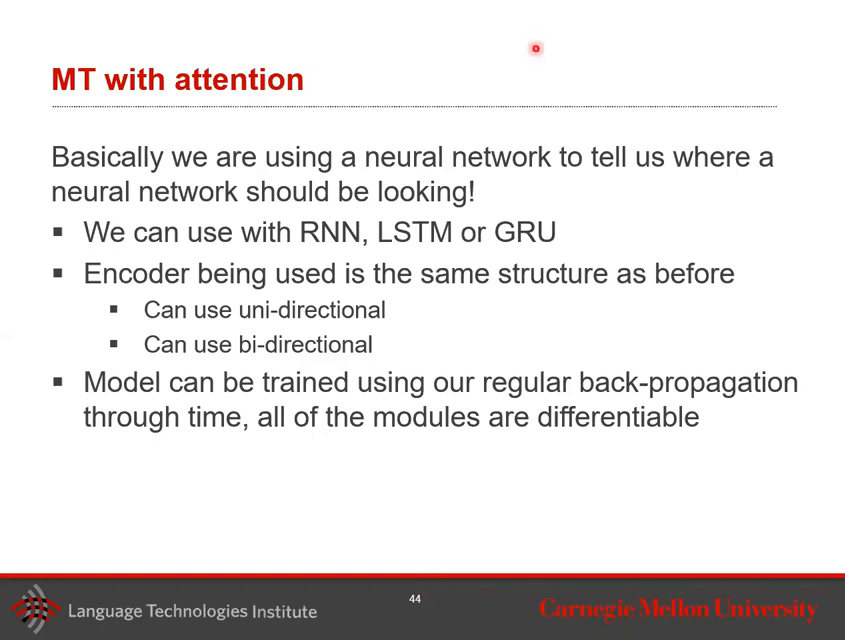 MT with attention
Basically we are using a neural network to tell us where a
neural network should be looking!
▪ We can use with RNN, LSTM or GRU
▪ Encoder being used is the same structure as before
▪ Can use uni-directional
▪ Can use bi-directional
▪ Model can be trained using our regular back-propagation
through time, all of the modules are differentiable
Language Technologies Institute
44
Carnegie Mellon University